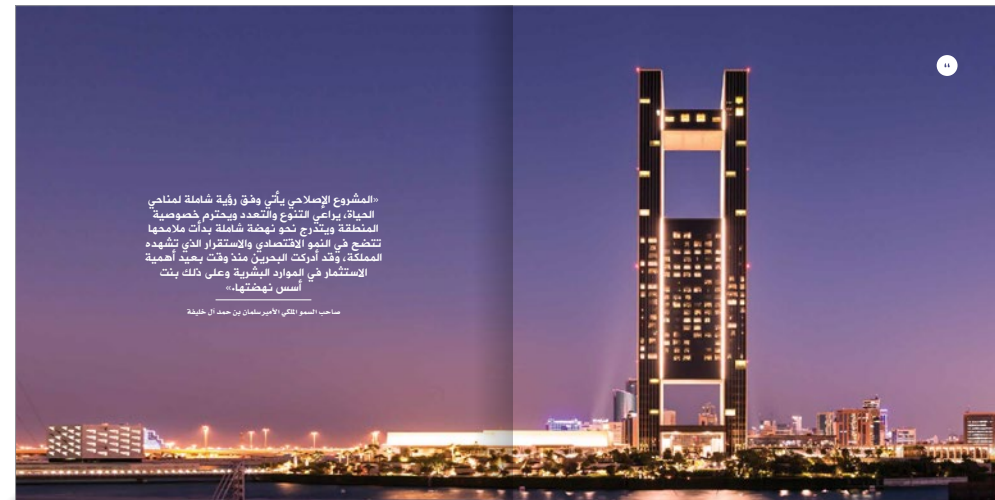 «المشروع الإصلاحي يأتي وفق رؤية شاملة لمناحي
الحياة، يراعي التنوع والتعدد ويحترم خصوصية
المنطقة ويتدرج نحو نهضة شاملة بدأت ملامحها
تتضح في النمو الاقتصادي والاستقرار الذي تشهده
المملكة، وقد أدركت البحرين منذ وقت بعيد أهمية
الاستثمار في الموارد البشرية وعلى ذلك بنت
أسس نهضتها.»
صاحب السمو الملكي الأمير سلمان بن حمد آل خليفة
“